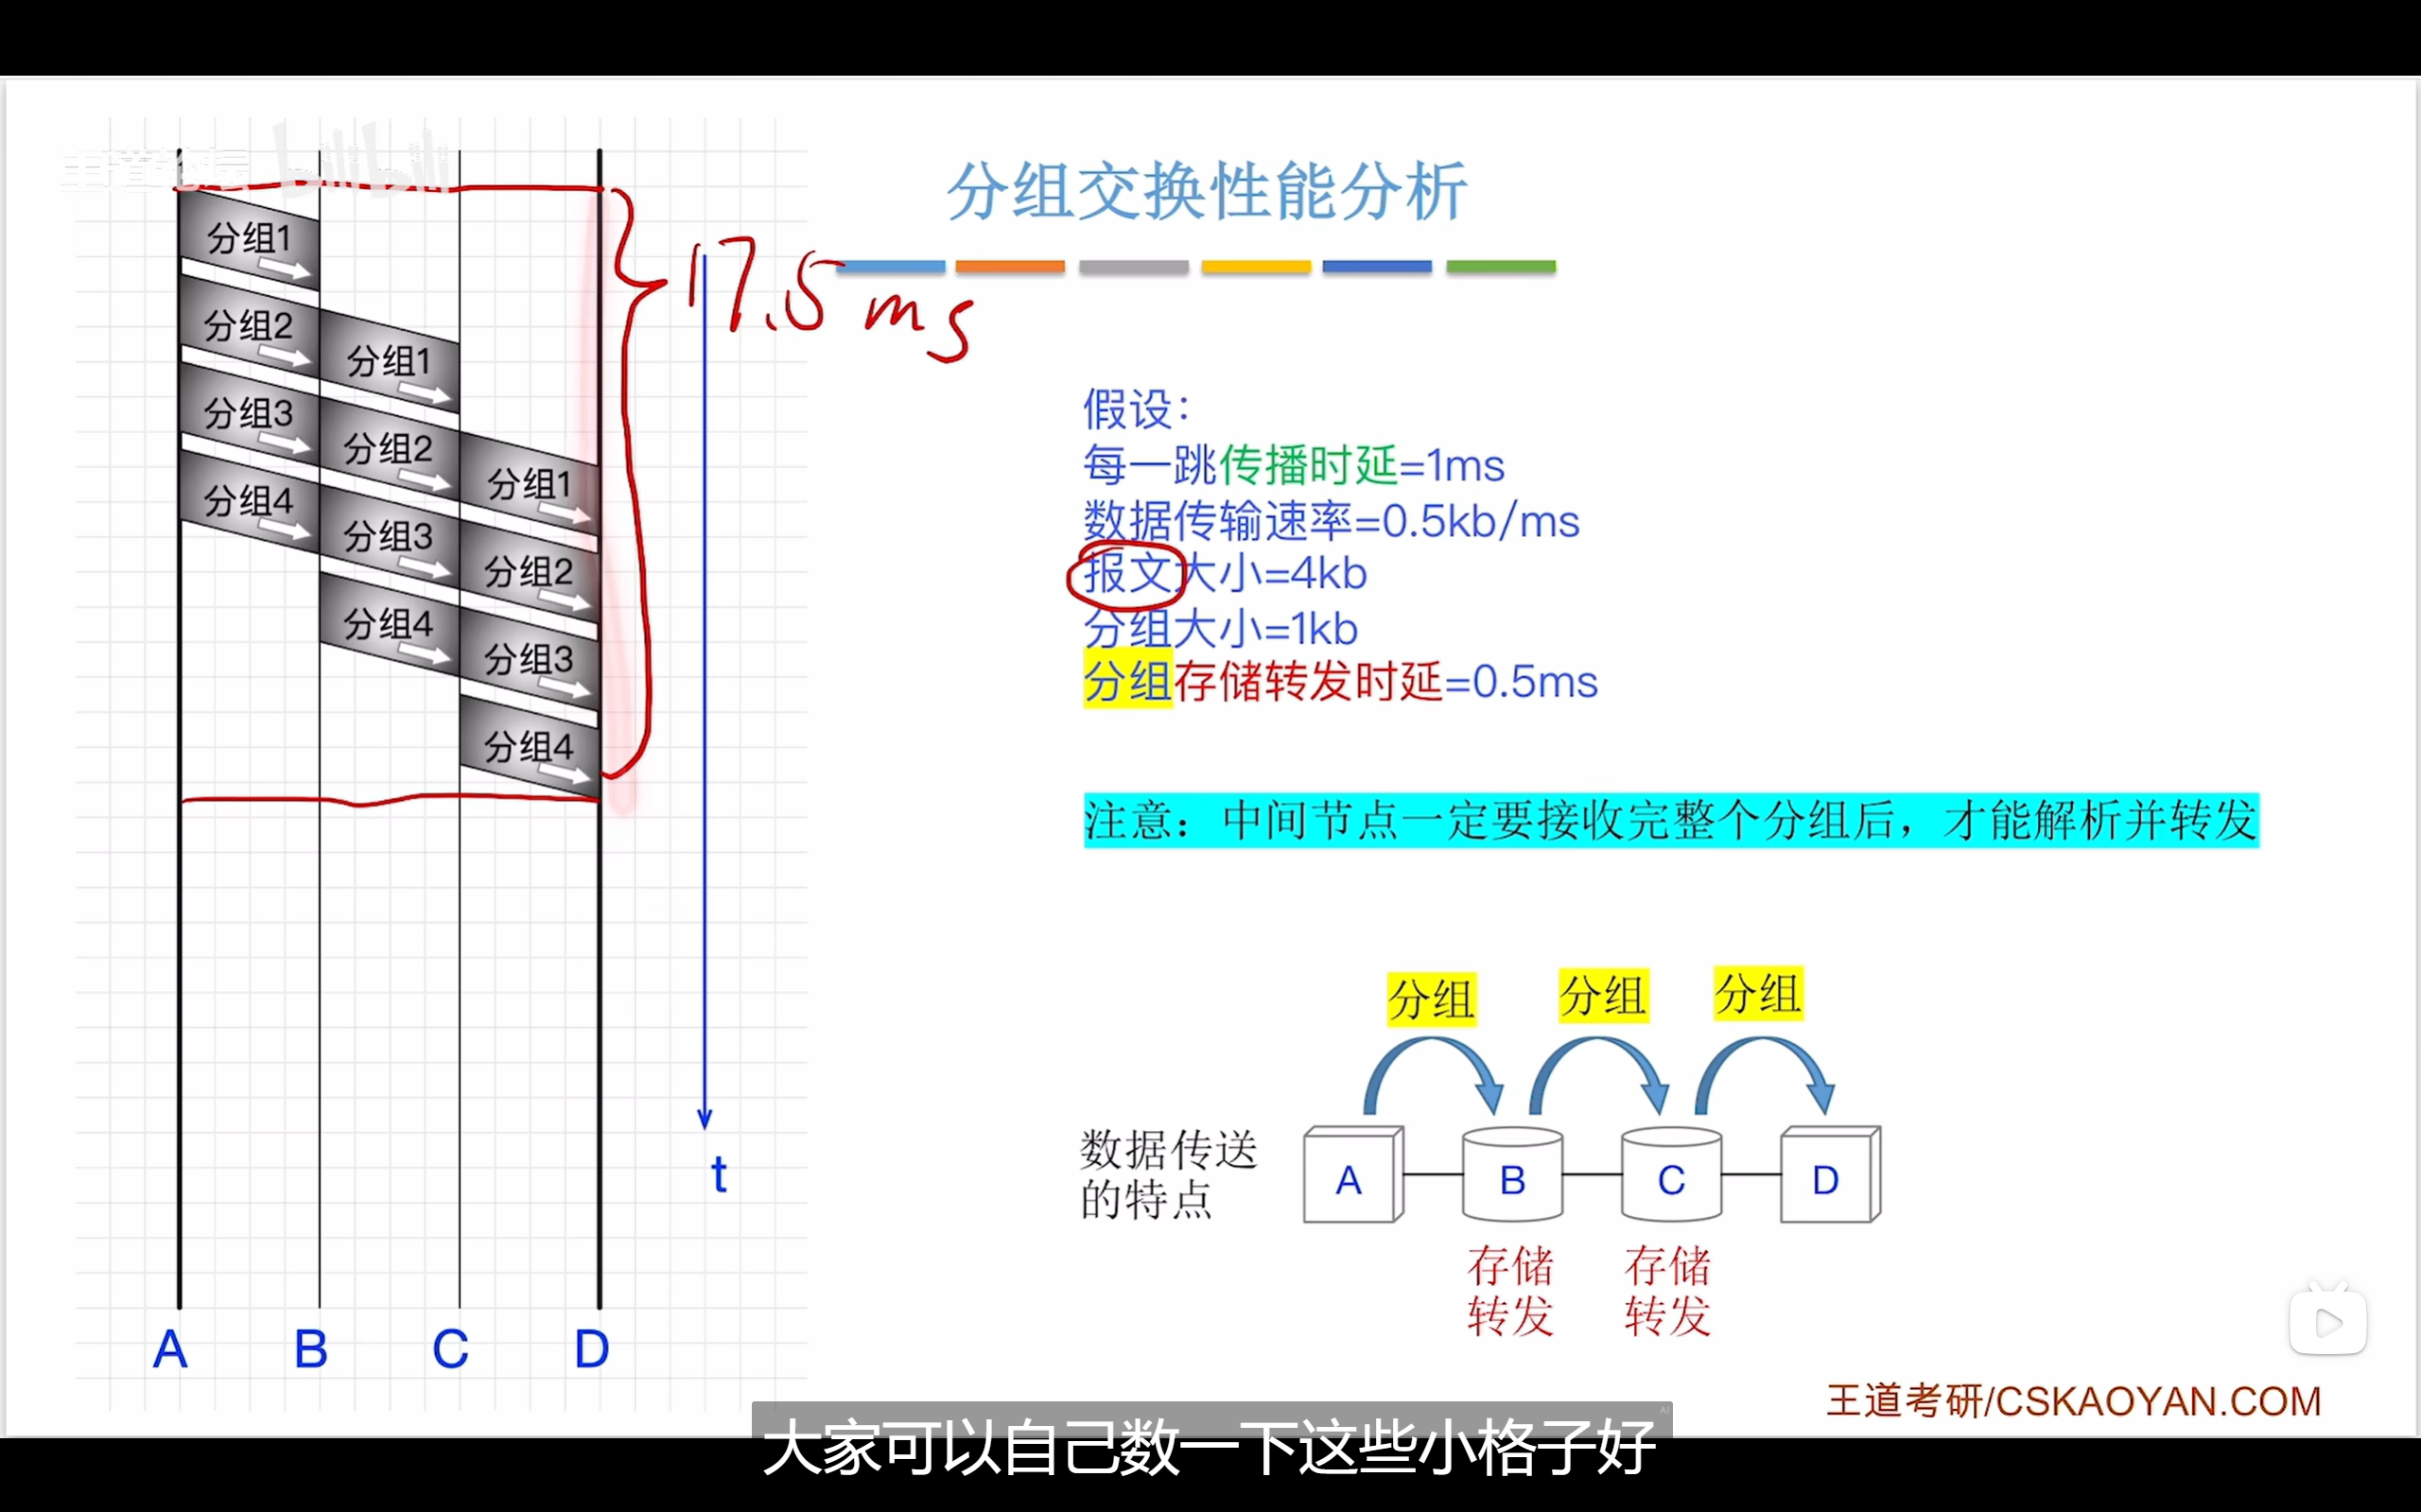 王道论坛 bilibili
分组交换性能分析
17.5 ms
分组1
分组2 分组1
分组3 分组2 分组1
分组4 分组3 分组2
分组4 分组3
分组4
t
A B C D
假设：
每一跳传播时延=1ms
数据传输速率=0.5kb/ms
报文大小=4kb
分组大小=1kb
分组存储转发时延=0.5ms
注意：中间节点一定要接收完整个分组后，才能解析并转发
分组 分组 分组
数据传送
的特点
A B C D
存储 存储
转发 转发
王道考研/CSKAOYAN.COM
AI
大家可以自己数一下这些小格子好